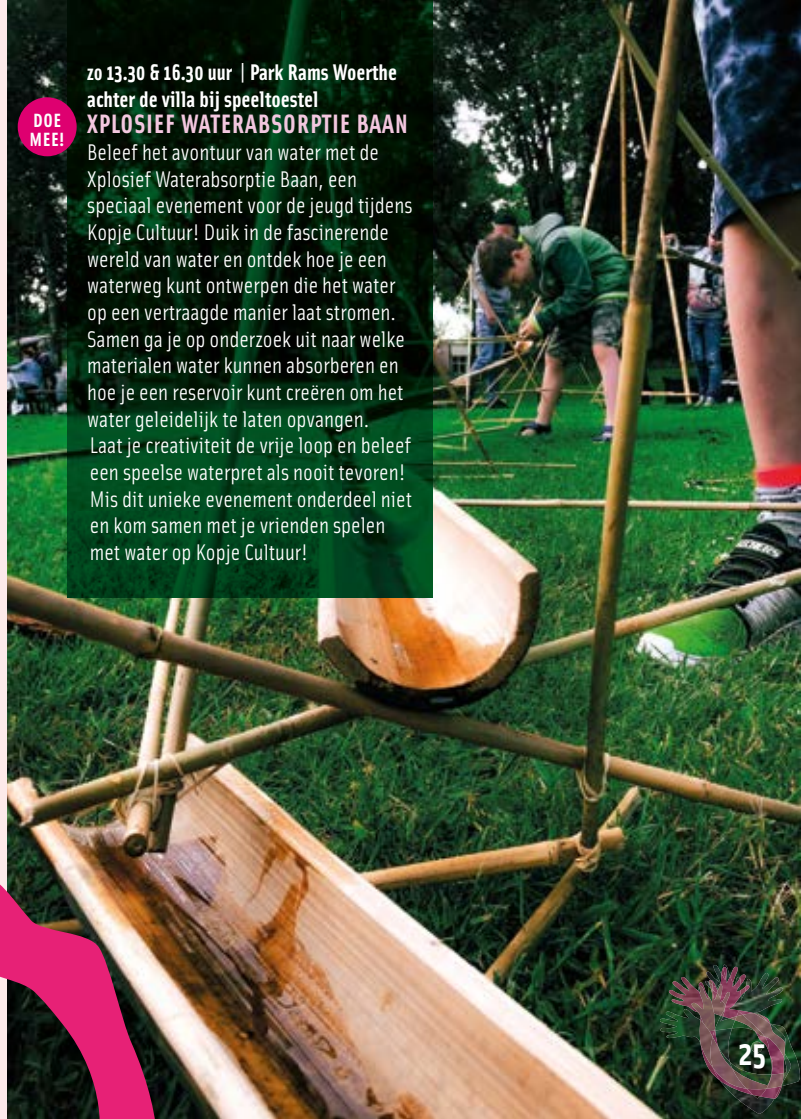 zo 13.30 & 16.30 uur | Park Rams Woerthe
achter de villa bij speeltoestel
DOE
MEE!
XPLOSIEF WATERABSORPTIE BAAN
Beleef het avontuur van water met de
Xplosief Waterabsorptie Baan, een
speciaal evenement voor de jeugd tijdens
Kopje Cultuur! Duik in de fascinerende
wereld van water en ontdek hoe je een
waterweg kunt ontwerpen die het water
op een vertraagde manier laat stromen.
Samen ga je op onderzoek uit naar welke
materialen water kunnen absorberen en
hoe je een reservoir kunt creëren om het
water geleidelijk te laten opvangen.
Laat je creativiteit de vrije loop en beleef
een speelse waterpret als nooit tevoren!
Mis dit unieke evenement onderdeel niet
en kom samen met je vrienden spelen
met water op Kopje Cultuur!
25